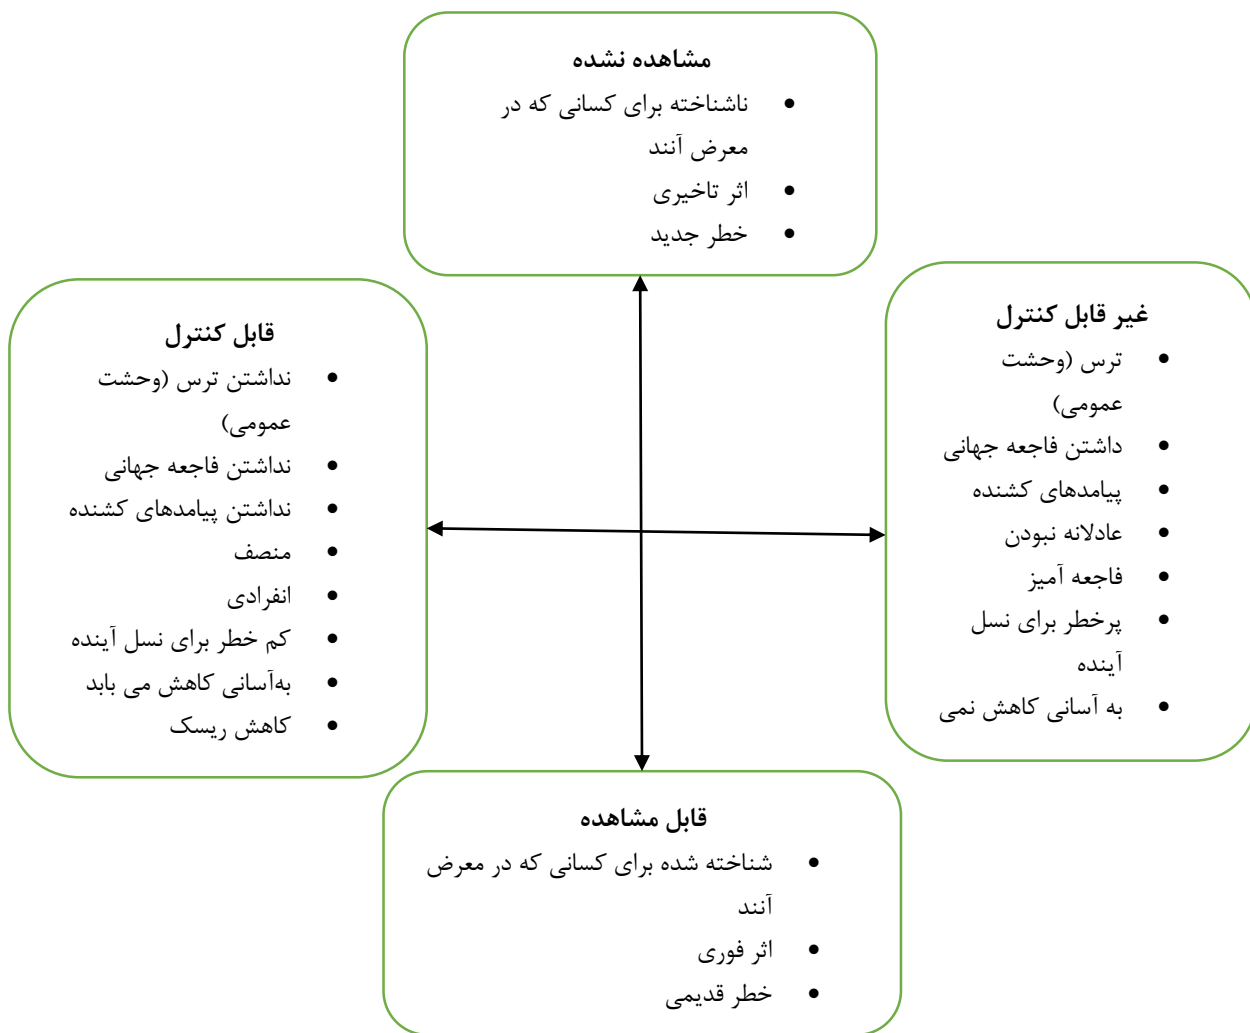 مشاهده نشده
• ناشناخته برای کسانی که در
معرض آنند
• اثر تاخیری
• خطر جدید
غیر قابل کنترل
• ترس (وحشت
عمومی)
• داشتن فاجعه جهانی
• پیامدهای کشنده
• عادلانه نبودن
• فاجعه آمیز
• پرخطر برای نسل
آینده
• به آسانی کاهش نمی
قابل کنترل
• نداشتن ترس (وحشت
عمومی)
• نداشتن فاجعه جهانی
• نداشتن پیامدهای کشنده
• منصف
• انفرادی
• کم خطر برای نسل آینده
• به‌آسانی کاهش می بابد
• کاهش ریسک
قابل مشاهده
• شناخته شده برای کسانی که در معرض
آنند
• اثر فوری
• خطر قدیمی